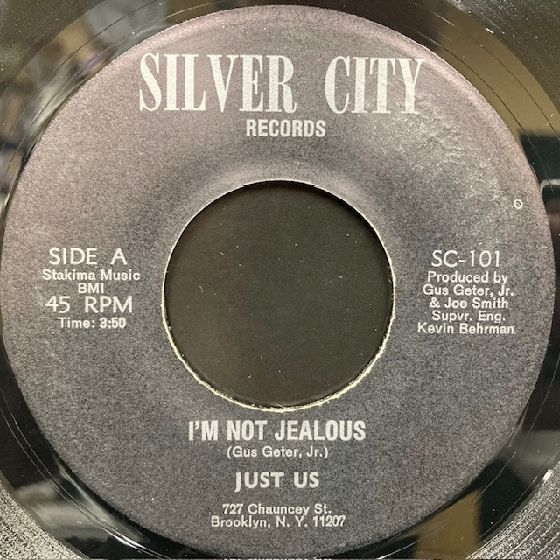 SILVER CITY
RECORDS
SIDE A
Stakima Music
BMI
45 RPM
Time: 3:50
SC-101
Produced by
Gus Geter, Jr.
& Joe Smith
Supvr. Eng.
Kevin Behrman
I'M NOT JEALOUS
(Gus Geter, Jr.)
JUST US
727 Chauncey St.
Brooklyn, N. Y. 11207